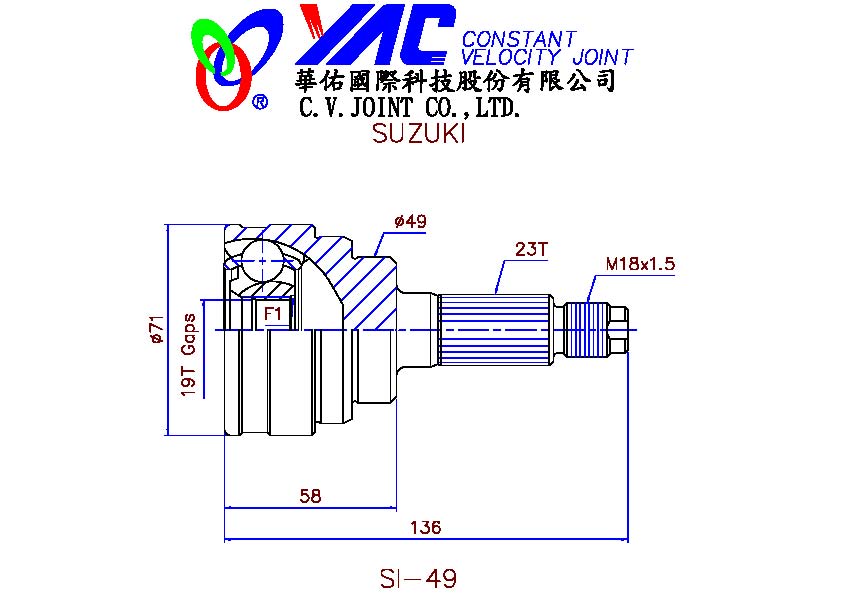 YAC CONSTANT
VELOCITY JOINT
®
華佑國際科技股份有限公司
C.V.JOINT CO.,LTD.
SUZUKI
ø49
23T
M18x1.5
F1
ø71
19T Gaps
58
136
SI-49